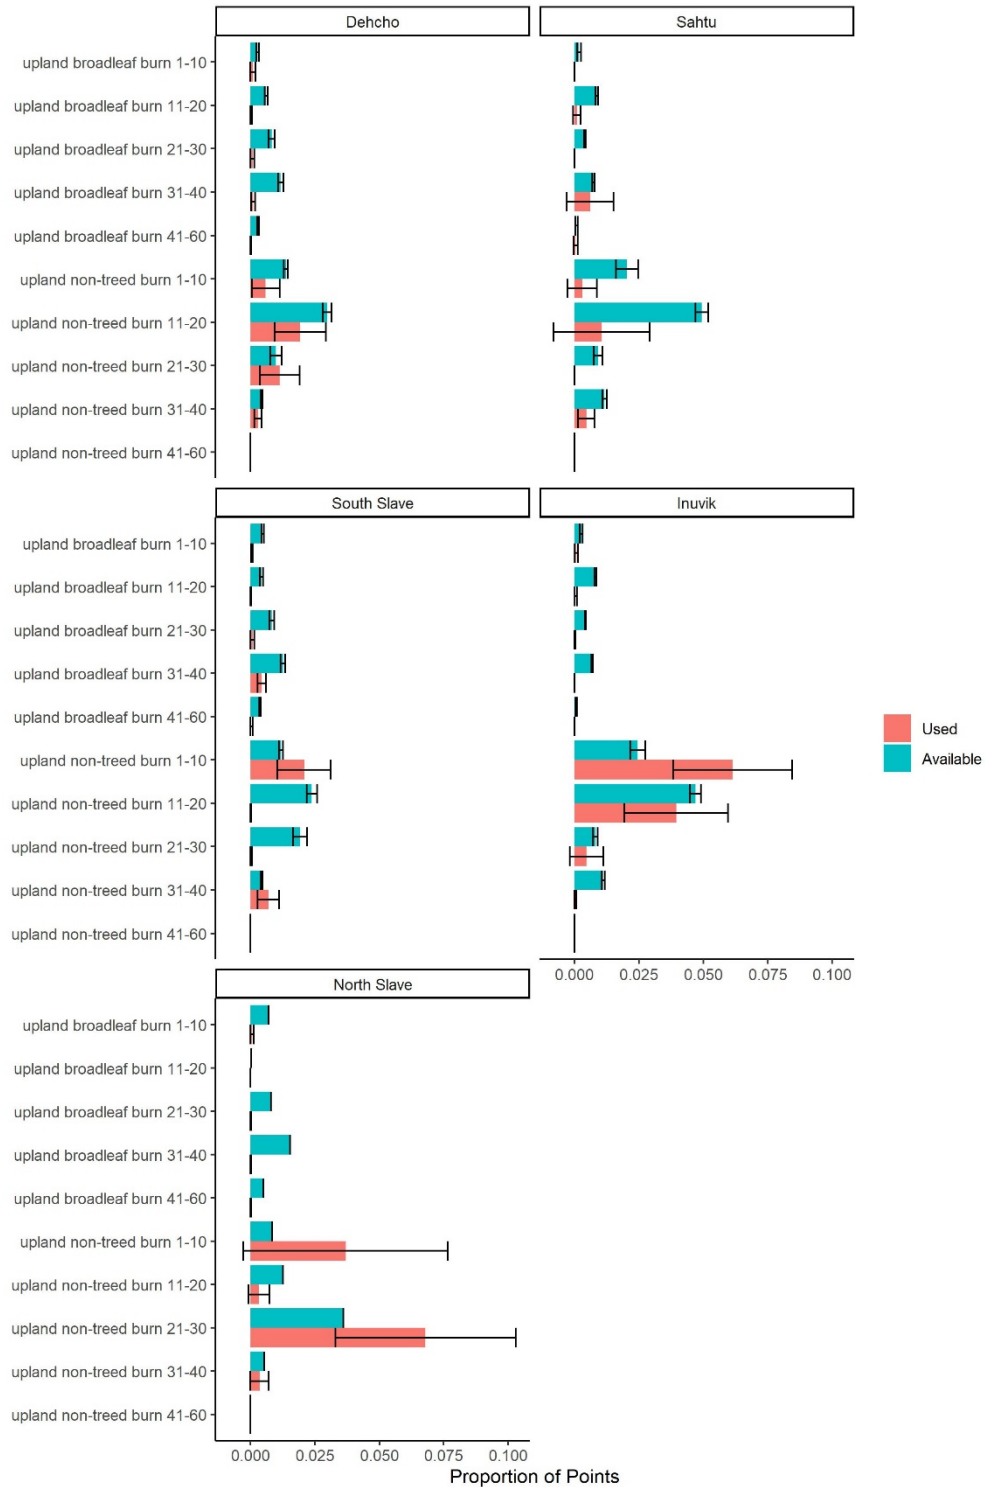 Dehcho Sahtu
upland broadleaf burn 1-10
upland broadleaf burn 11-20
upland broadleaf burn 21-30
upland broadleaf burn 31-40
upland broadleaf burn 41-60
upland non-treed burn 1-10
upland non-treed burn 11-20
upland non-treed burn 21-30
upland non-treed burn 31-40
upland non-treed burn 41-60
South Slave Inuvik
upland broadleaf burn 1-10
upland broadleaf burn 11-20
upland broadleaf burn 21-30
upland broadleaf burn 31-40
upland broadleaf burn 41-60
upland non-treed burn 1-10
upland non-treed burn 11-20
upland non-treed burn 21-30
upland non-treed burn 31-40
upland non-treed burn 41-60
Used
Available
0.000 0.025 0.050 0.075 0.100
North Slave
upland broadleaf burn 1-10
upland broadleaf burn 11-20
upland broadleaf burn 21-30
upland broadleaf burn 31-40
upland broadleaf burn 41-60
upland non-treed burn 1-10
upland non-treed burn 11-20
upland non-treed burn 21-30
upland non-treed burn 31-40
upland non-treed burn 41-60
0.000 0.025 0.050 0.075 0.100
Proportion of Points